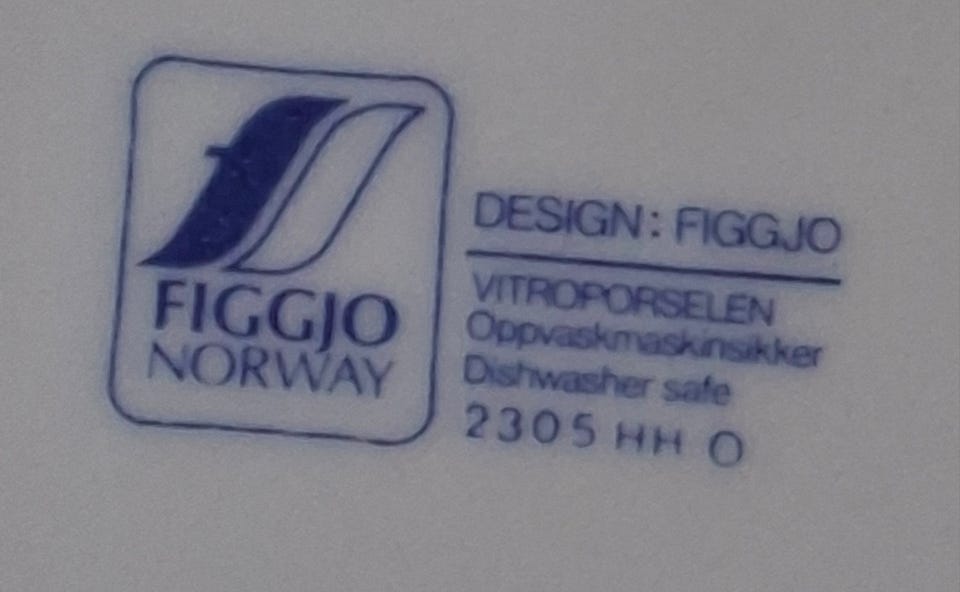 FIGGJO
NORWAY
DESIGN: FIGGJO
VITROPORSELEN
Oppvaskmaskinsikker
Dishwasher safe
2305 HH O